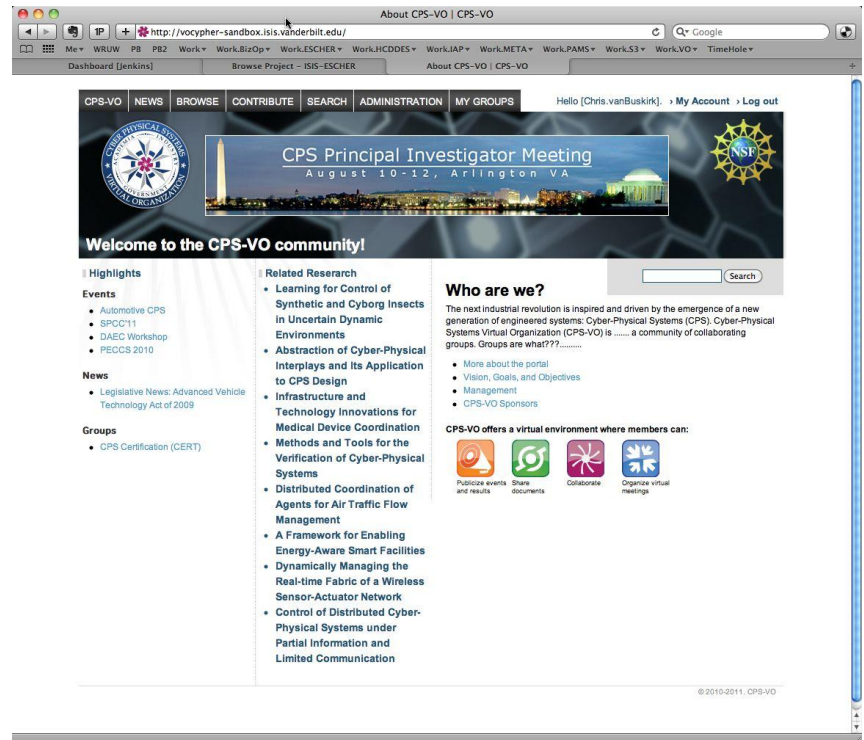 About CPS-VO | CPS-VO
1P
+
http://vocypher-sandbox.isis.vanderbilt.edu/
Google
Me WRUW PB PB2 Work Work.BizOp Work.ESCHER Work.HCDDES Work.IAP Work.META Work.PAMS Work.S3 Work.VO TimeHole
Dashboard [Jenkins] Browse Project - ISIS-ESCHER About CPS-VO | CPS-VO
CPS-VO NEWS BROWSE CONTRIBUTE SEARCH ADMINISTRATION MY GROUPS Hello [Chris.vanBuskirk]. › My Account › Log out
CYBER PHYSICAL SYSTEMS
VIRTUAL ORGANIZATION
ACADEMIA INDUSTRY
GOVERNMENT
CPS Principal Investigator Meeting
August 10-12, Arlington VA
NSF
Welcome to the CPS-VO community!
Highlights
Events
Automotive CPS
SPCC'11
DAEC Workshop
PECCS 2010
News
Legislative News: Advanced Vehicle
Technology Act of 2009
Groups
CPS Certification (CERT)
Related Reserarch
Learning for Control of
Synthetic and Cyborg Insects
in Uncertain Dynamic
Environments
Abstraction of Cyber-Physical
Interplays and Its Application
to CPS Design
Infrastructure and
Technology Innovations for
Medical Device Coordination
Methods and Tools for the
Verification of Cyber-Physical
Systems
Distributed Coordination of
Agents for Air Traffic Flow
Management
A Framework for Enabling
Energy-Aware Smart Facilities
Dynamically Managing the
Real-time Fabric of a Wireless
Sensor-Actuator Network
Control of Distributed Cyber-
Physical Systems under
Partial Information and
Limited Communication
Search
Who are we?
The next industrial revolution is inspired and driven by the emergence of a new
generation of engineered systems: Cyber-Physical Systems (CPS). Cyber-Physical
Systems Virtual Organization (CPS-VO) is ....... a community of collaborating
groups. Groups are what???..........
More about the portal
Vision, Goals, and Objectives
Management
CPS-VO Sponsors
CPS-VO offers a virtual environment where members can:
Publicize events
and results
Share
documents
Collaborate
Organize virtual
meetings
© 2010-2011. CPS-VO